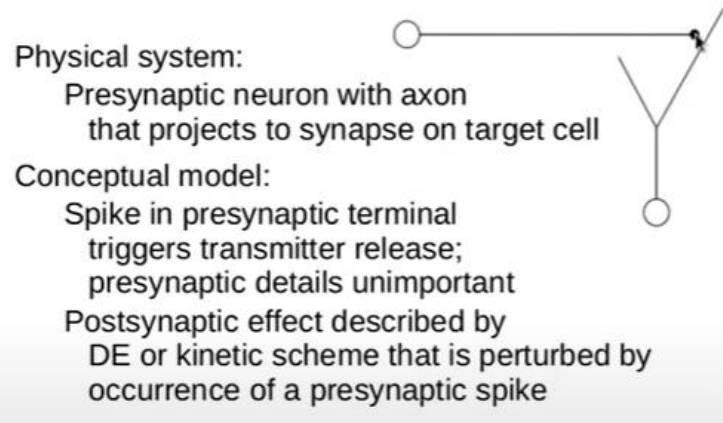 Physical system:
Presynaptic neuron with axon
that projects to synapse on target cell
Conceptual model:
Spike in presynaptic terminal
triggers transmitter release;
presynaptic details unimportant
Postsynaptic effect described by
DE or kinetic scheme that is perturbed by
occurrence of a presynaptic spike